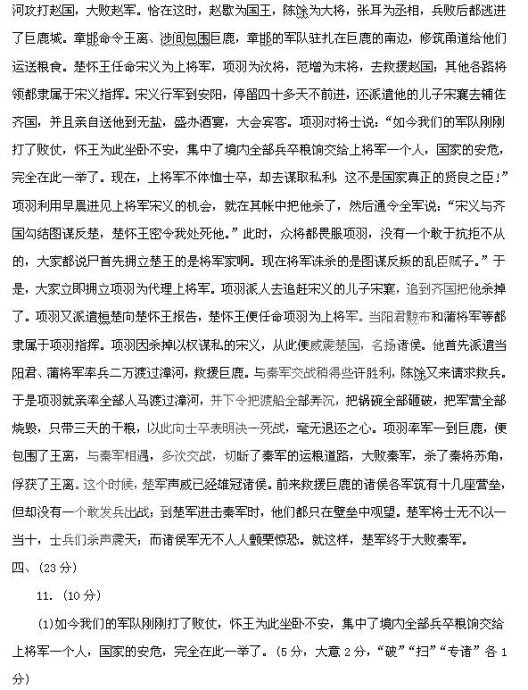 河攻打赵国，大败赵军。恰在这时，赵歇为国王，陈馀为大将，张耳为丞相，兵败后都逃进
了巨鹿城。章邯命令王离、涉间包围巨鹿，章邯的军队驻扎在巨鹿的南边，修筑甬道给他们
运送粮食。楚怀王任命宋义为上将军，项羽为次将，范增为末将，去救援赵国；其他各路将
领都隶属于宋义指挥。宋义行军到安阳，停留四十多天不前进，还派遣他的儿子宋襄去辅佐
齐国，并且亲自送他到无盐，盛办酒宴，大会宾客。项羽对将士说：“如今我们的军队刚刚
打了败仗，怀王为此坐卧不安，集中了境内全部兵卒粮饷交给上将军一个人，国家的安危，
完全在此一举了。现在，上将军不体恤士卒，却去谋取私利，这不是国家真正的贤良之臣！”
项羽利用早晨进见上将军宋义的机会，就在其帐中把他杀了，然后通令全军说：“宋义与齐
国勾结图谋反楚，楚怀王密令我处死他。”此时，众将都畏服项羽，没有一个敢于抗拒不从
的，大家都说尸首先拥立楚王的是将军家啊。现在将军诛杀的是图谋反叛的乱臣贼子。”于
是，大家立即拥立项羽为代理上将军。项羽派人去追赶宋义的儿子宋襄，追到齐国把他杀掉
了。项羽又派遣桓楚向楚怀王报告，楚怀王便任命项羽为上将军。当阳君黥布和蒲将军等都
隶属于项羽指挥。项羽因杀掉以权谋私的宋义，从此便威震楚国，名扬诸侯。他首先派遣当
阳君、蒲将军率兵二万渡过漳河，救援巨鹿。与秦军交战稍得些许胜利，陈馀又来请求救兵。
于是项羽就亲率全部人马渡过漳河，并下令把渡船全部弄沉，把锅碗全部砸破，把军营全部
烧毁，只带三天的干粮，以此向士卒表明决一死战，毫无退还之心。项羽率军一到巨鹿，便
包围了王离，与秦军相遇，多次交战，切断了秦军的运粮道路，大败秦军，杀了秦将苏角，
俘获了王离。这个时候，楚军声威已经雄冠诸侯。前来救援巨鹿的诸侯各军筑有十几座营垒，
但却没有一个敢发兵出战；到楚军进击秦军时，他们都只在壁垒中观望。楚军将士无不以一
当十，士兵们杀声震天；而诸侯军无不人人颤栗惊恐。就这样，楚军终于大败秦军。
四、(23 分)
11. (10 分)
(1)如今我们的军队刚刚打了败仗，怀王为此坐卧不安，集中了境内全部兵卒粮饷交给
上将军一个人，国家的安危，完全在此一举了。(5 分，大意 2 分，“破”“扫”“专诸”各 1
分)